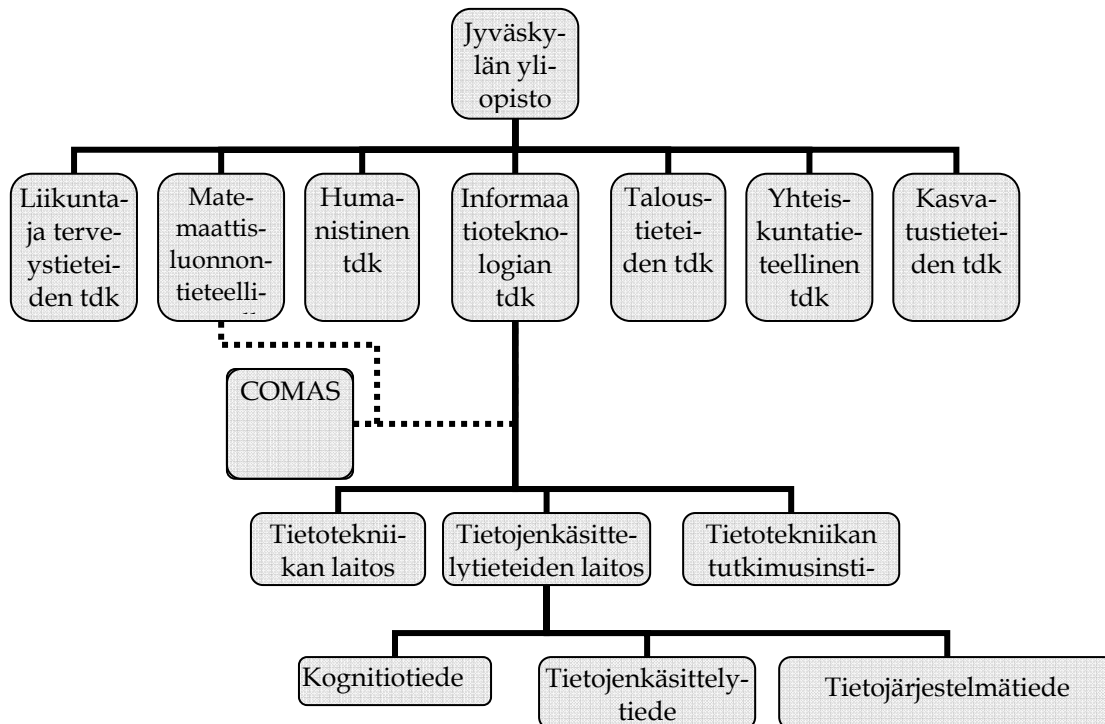 Jyväsky-
län yli-
opisto
Liikunta-
ja terve-
ystietei-
den tdk
Mate-
maattis-
luonnon-
tieteelli-
Huma-
nistinen
tdk
Informaa
tiotekno-
logian
tdk
Talous-
tietei-
den tdk
Yhteis-
kuntatie-
teellinen
tdk
Kasva-
tustietei-
den tdk
COMAS
Tietoteknii-
kan laitos
Tietojenkäsitte-
lytieteiden laitos
Tietotekniikan
tutkimusinsti-
Kognitiotiede
Tietojenkäsittely-
tiede
Tietojärjestelmätiede